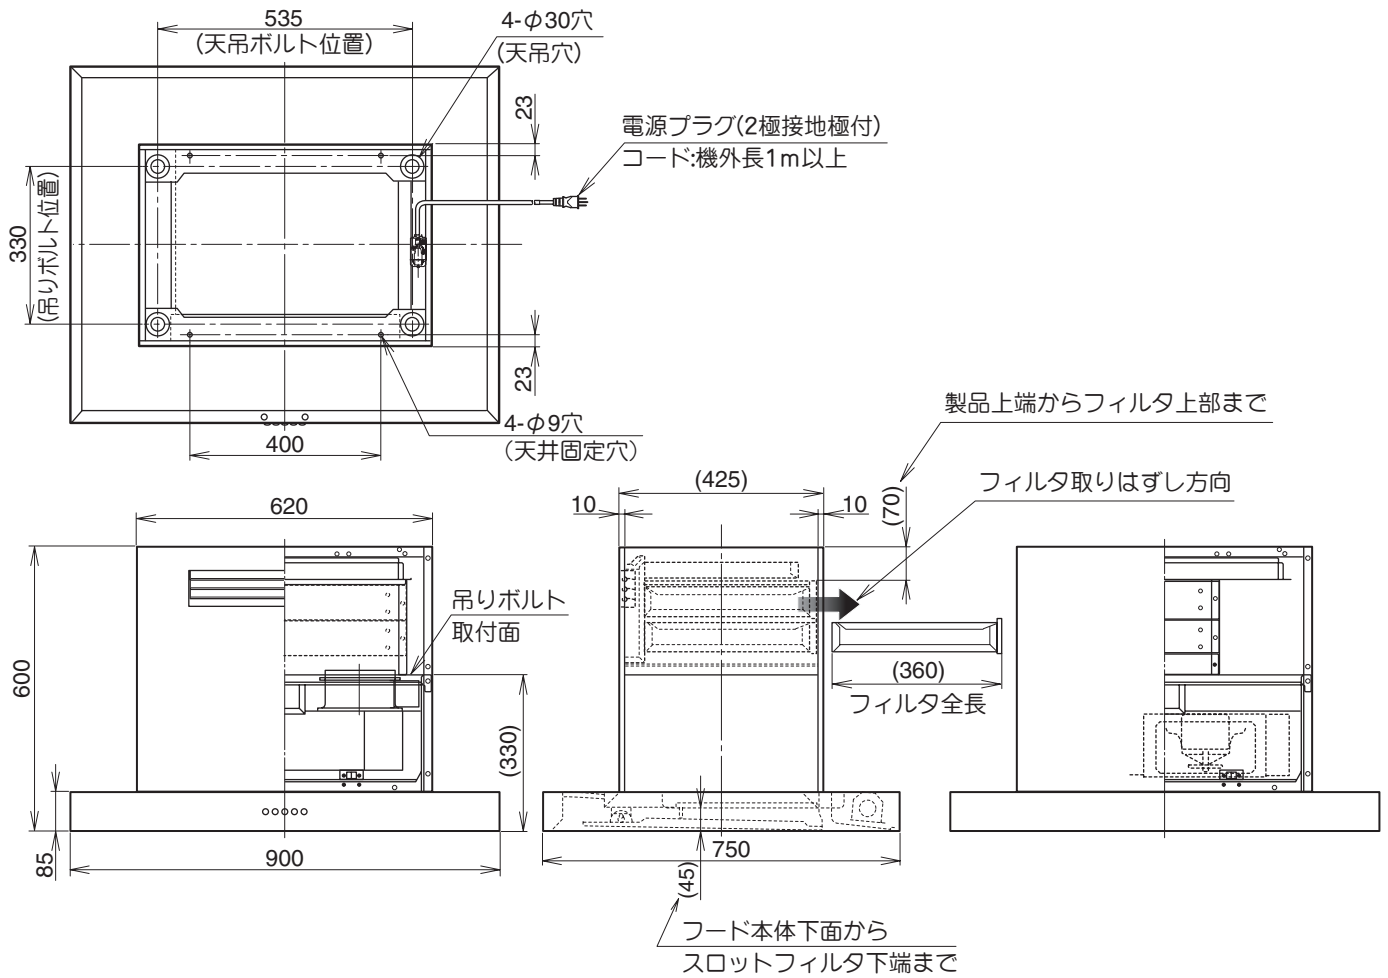 535
(天吊ボルト位置)
4-φ30穴
(天吊穴)
23
電源プラグ(2極接地極付)
コード:機外長1m以上
330
(吊りボルト位置)
23
4-φ9穴
(天井固定穴)
400
製品上端からフィルタ上部まで
(425)
フィルタ取りはずし方向
620
10
10
(70)
吊りボルト
取付面
600
(360)
フィルタ全長
(330)
85
900
750
(45)
フード本体下面から
スロットフィルタ下端まで